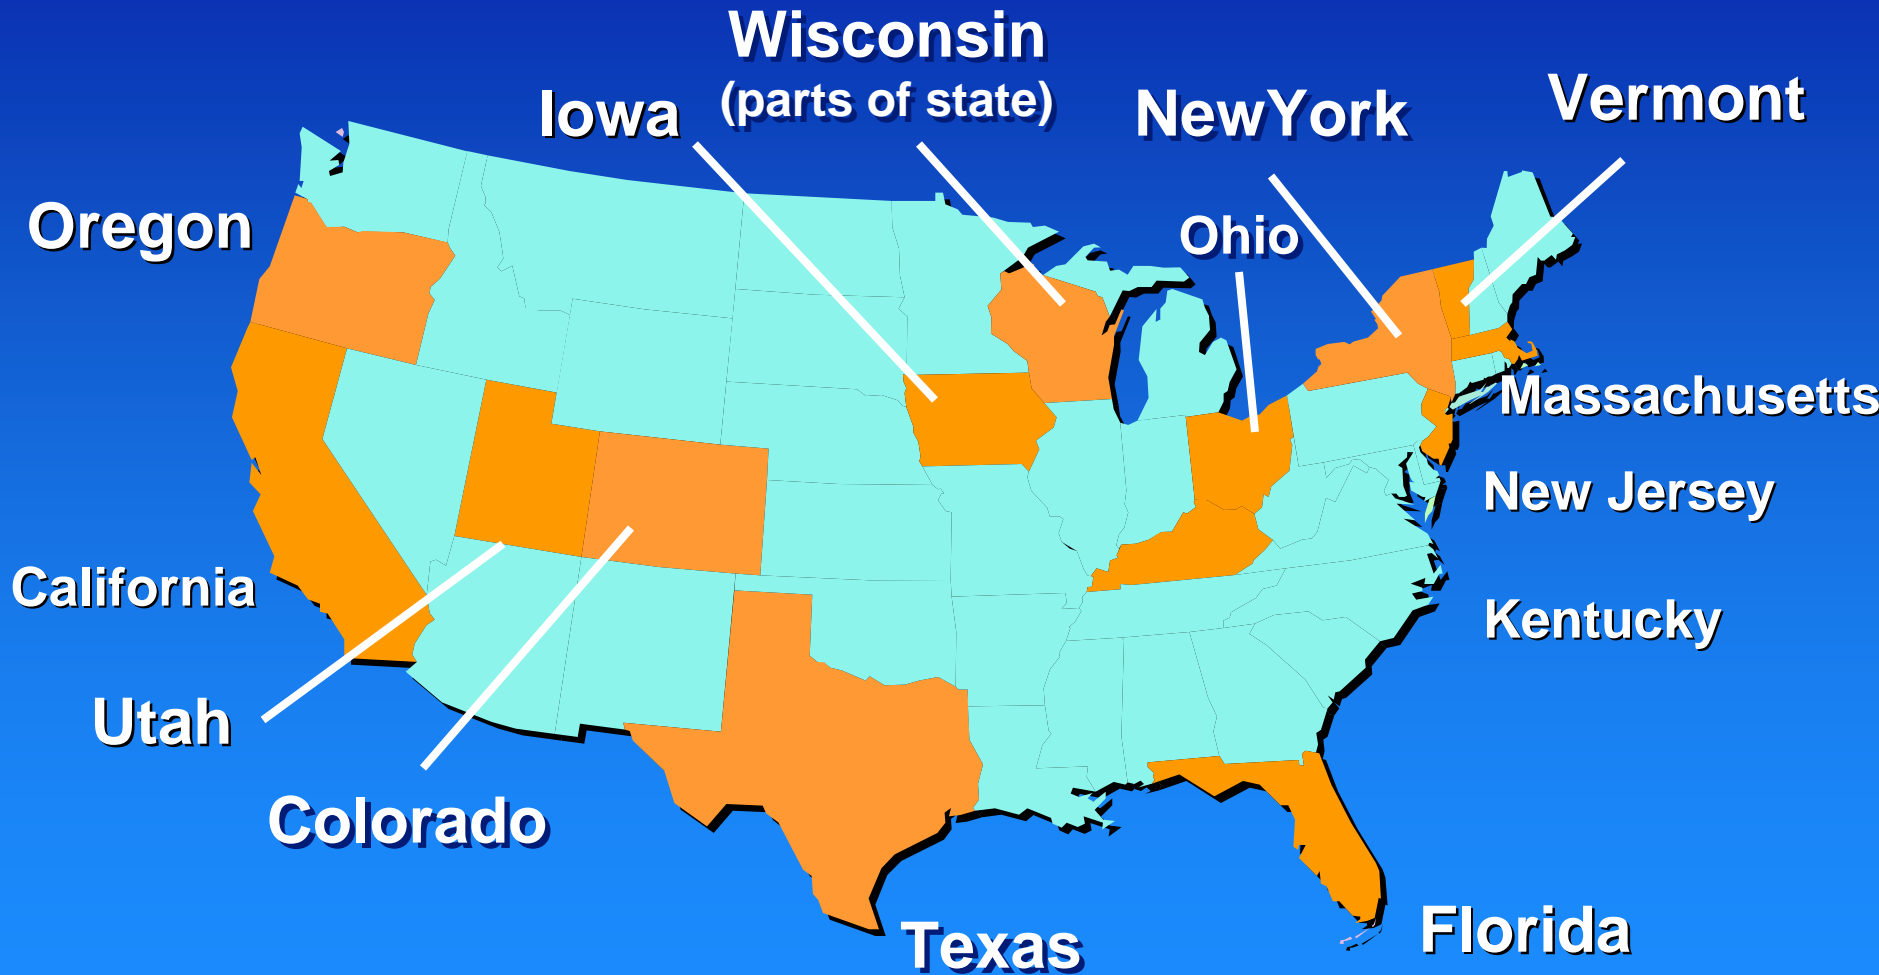 Wisconsin
(parts of state)
Iowa
NewYork
Vermont
Oregon
Ohio
Massachusetts
New Jersey
California
Kentucky
Utah
Colorado
Florida
Texas